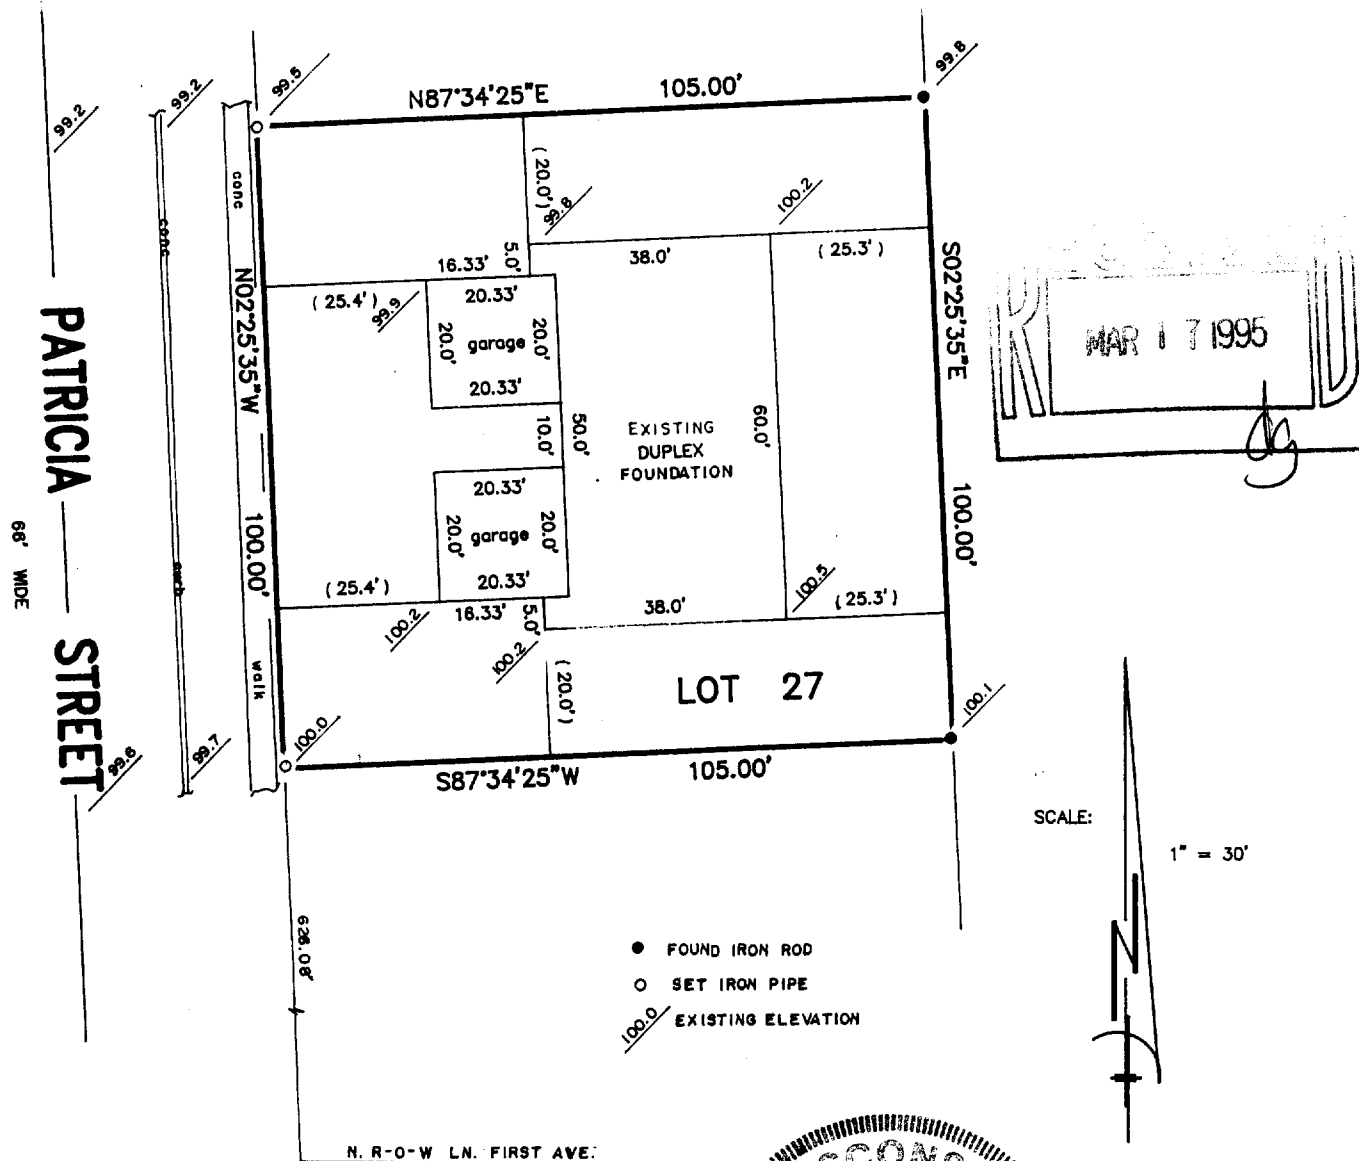 99.8
99.5
99.2
99.2
N87°34'25"E
105.00'
conc
conc
(20.0')
99.8
100.2
5.0'
16.33'
38.0'
(25.3')
N02°25'35"W
S02°25'35"E
(25.4')
99.9
20.33'
20.0'
garage
20.0'
20.33'
MAR 17 1995
PATRICIA STREET
10.0'
50.0'
60.0'
EXISTING
DUPLEX
FOUNDATION
20.33'
20.0'
garage
20.0'
20.33'
100.00'
100.00'
66' WIDE
curb
(25.4')
100.2
16.33'
5.0'
38.0'
100.5
(25.3')
walk
100.2
(20.0')
LOT 27
100.1
100.0
99.7
99.6
S87°34'25"W
105.00'
SCALE:
1" = 30'
N
626.08'
FOUND IRON ROD
SET IRON PIPE
100.0 EXISTING ELEVATION
N. R-O-W LN. FIRST AVE.